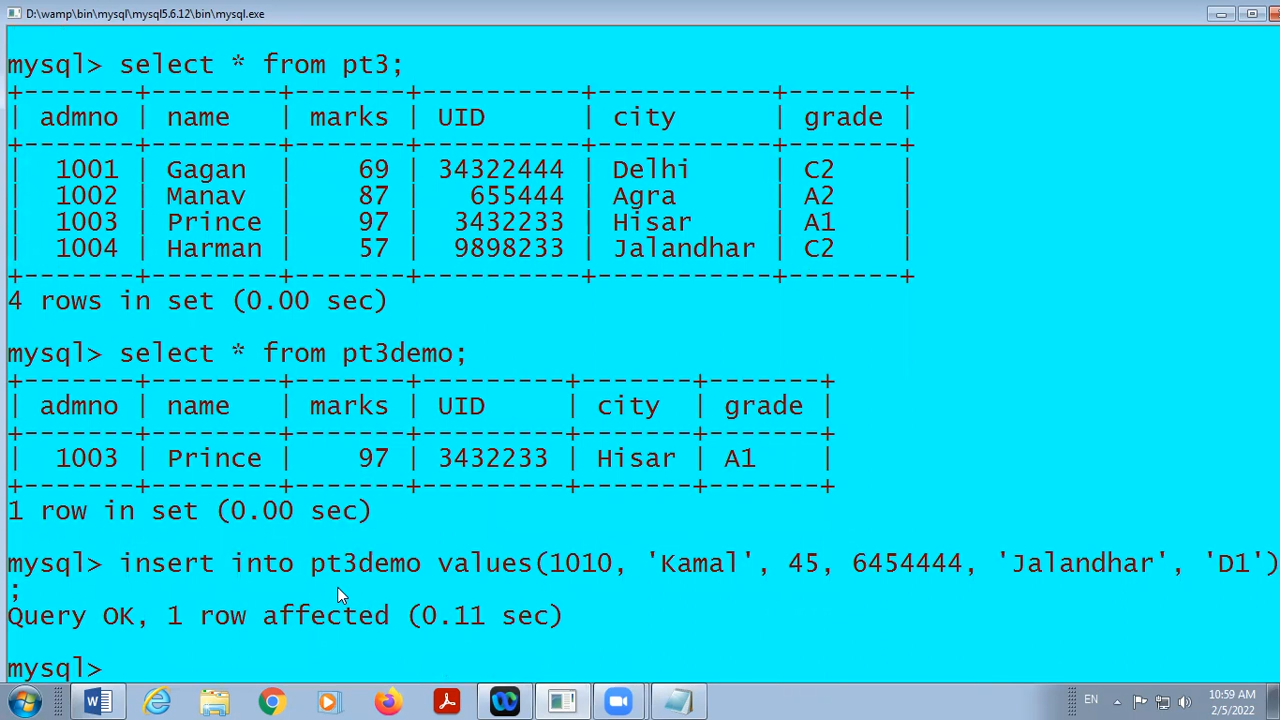 D:\wamp\bin\mysql\mysql5.6.12\bin\mysql.exe
mysql> select * from pt3;
+-------+--------+-------+----------+-----------+-------+
| admno | name   | marks | UID      | city      | grade |
+-------+--------+-------+----------+-----------+-------+
|  1001 | Gagan  |    69 | 34322444 | Delhi     | C2    |
|  1002 | Manav  |    87 |   655444 | Agra      | A2    |
|  1003 | Prince |    97 |  3432233 | Hisar     | A1    |
|  1004 | Harman |    57 |  9898233 | Jalandhar | C2    |
+-------+--------+-------+----------+-----------+-------+
4 rows in set (0.00 sec)
mysql> select * from pt3demo;
+-------+--------+-------+---------+-------+-------+
| admno | name   | marks | UID     | city  | grade |
+-------+--------+-------+---------+-------+-------+
|  1003 | Prince |    97 | 3432233 | Hisar | A1    |
+-------+--------+-------+---------+-------+-------+
1 row in set (0.00 sec)
mysql> insert into pt3demo values(1010, 'Kamal', 45, 6454444, 'Jalandhar', 'D1')
;
Query OK, 1 row affected (0.11 sec)
mysql>
EN
10:59 AM
2/5/2022